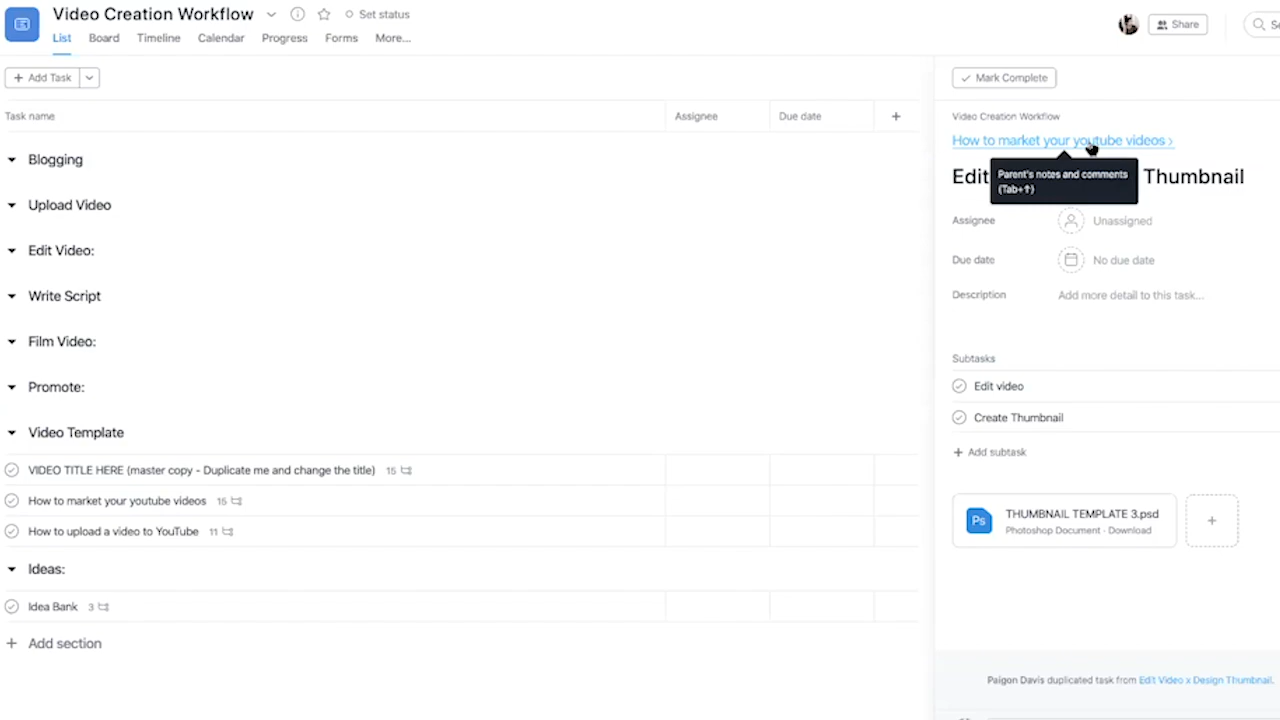 Video Creation Workflow
Set status
List Board Timeline Calendar Progress Forms More...
Share
Add Task
Mark Complete
Task name Assignee Due date
Video Creation Workflow
How to market your youtube videos ›
Parent's notes and comments
(Tab+↑)
Edit Thumbnail
Assignee Unassigned
Due date No due date
Description Add more detail to this task...
Blogging
Upload Video
Edit Video:
Write Script
Film Video:
Promote:
Video Template
VIDEO TITLE HERE (master copy - Duplicate me and change the title) 15
How to market your youtube videos 15
How to upload a video to YouTube 11
Ideas:
Idea Bank 3
+ Add section
Subtasks
Edit video
Create Thumbnail
+ Add subtask
Ps
THUMBNAIL TEMPLATE 3.psd
Photoshop Document · Download
Paigon Davis duplicated task from Edit Video x Design Thumbnail.